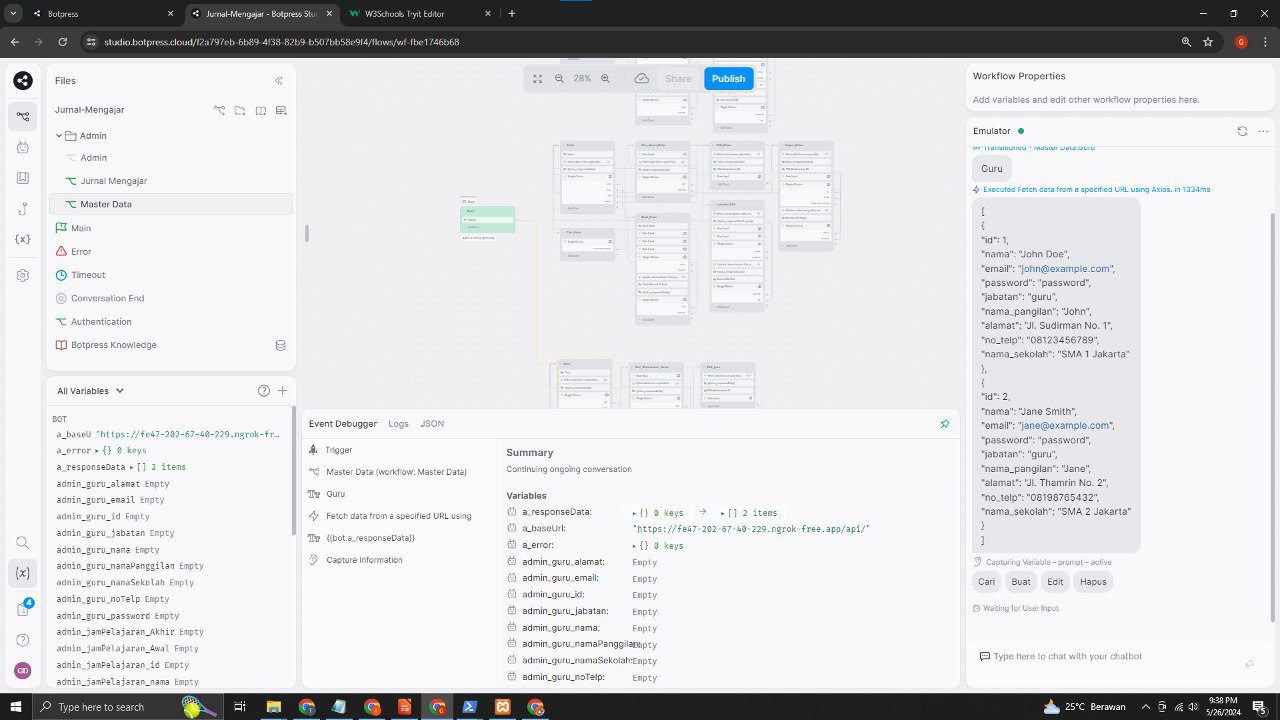 Botpress
Jurnal-Mengajar - Botpress Stu
W3Schools Tryit Editor
studio.botpress.cloud/f2a797eb-6b89-4f38-82b9-b507bb58e9f4/flows/wf-fbe1746b68
G
Files
Jurnal-Mengajar
Admin
Admin
Jurnal Mengajar
Master Data
Error
Timeout
Conversation End
Authentication
Botpress Knowledge
28%
Share
Publish
Workflow Properties
Add variables and edit other workflow properties here
Emulator
Transitioned - Master Data:Guru
Guru
Executed Fetch data from a specified URL using Axios. in 1334ms
[
{
"id": 1,
"nama": "John Doe",
"email": "john@example.com",
"password": "password",
"jabatan": "guru",
"nama_pangilan": "John",
"alamat": "Jl. Sudirman No. 1",
"no_telp": "08123456789",
"nama_sekolah": "SMA 1 Jakarta"
"id": 2,
"nama": "Jane Smith",
"email": "jane@example.com",
"password": "password",
"jabatan": "guru",
"nama_pangilan": "Jane",
"alamat": "Jl. Thamrin No. 2",
"no_telp": "08198765432",
"nama_sekolah": "SMA 2 Jakarta"
}
]
Capturing Variable – prompt – active
Cari
Buat
Edit
Hapus
Waiting for User Input
Type here to chat with your chatbot
All Variables
Bot
a_baseU "https://fe47-202-67-40-229.ngrok-fr…
a_error {} 0 keys
a_responseData [] 2 items
admin_guru_alamat Empty
admin_guru_email Empty
admin_guru_id Empty
admin_guru_jabatan Empty
admin_guru_nama Empty
admin_guru_namaPanggilan Empty
admin_guru_namaSekolah Empty
admin_guru_noTelp Empty
admin_guru_password Empty
admin_jamPelajaran_Akhir Empty
admin_jamPelajaran_Awal Empty
admin_jamPelajaran_id Empty
admin_jamPelajaran_nama Empty
4
Event Debugger
Logs
JSON
Trigger
Master Data (workflow: Master Data)
Guru
Fetch data from a specified URL using
{{bot.a_responseData}}
Capture Information
Summary
Continuing ongoing conversation
Variables
a_responseData: {} 0 keys → [] 2 items
a_baseUrl: "https://fe47-202-67-40-229.ngrok-free.app/api/"
a_error: {} 0 keys
admin_guru_alamat: Empty
admin_guru_email: Empty
admin_guru_id: Empty
admin_guru_jabatan: Empty
admin_guru_nama: Empty
admin_guru_namaPanggilan Empty
admin_guru_namaSekolah: Empty
admin_guru_noTelp: Empty
Type here to search
25°C Berawan
9:38 PM
5/26/2024